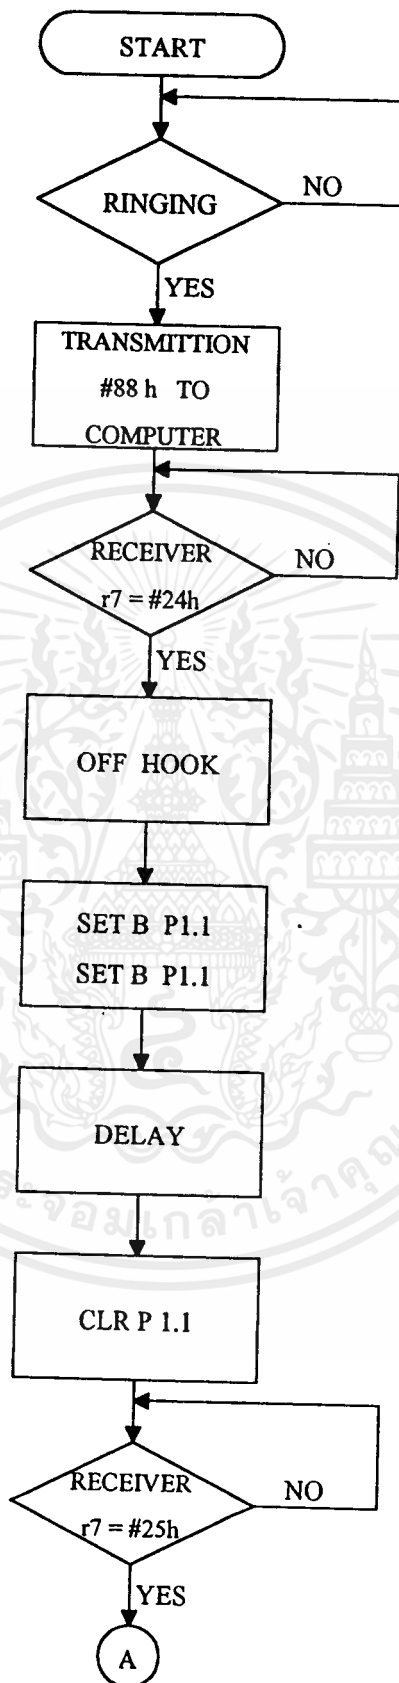 START
RINGING
NO
YES
TRANSMITTION
#88 h TO
COMPUTER
RECEIVER
NO
r7 = #24h
YES
OFF HOOK
SET B P1.1
SET B P1.1
DELAY
CLR P 1.1
RECEIVER
NO
r7 = #25h
YES
A